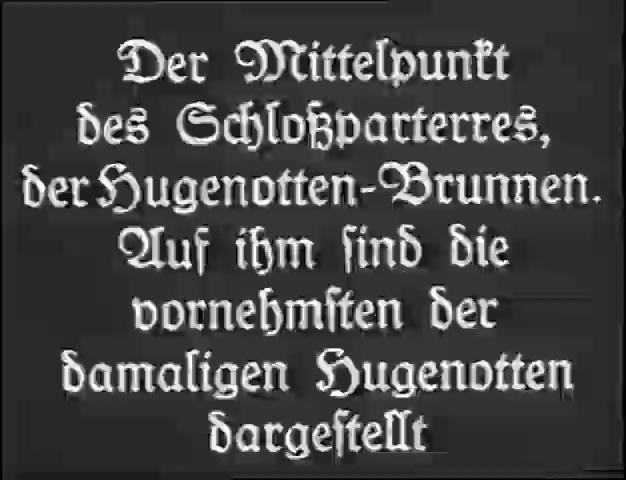 Der Mittelpunkt
des Schloßparterres,
der Hugenotten-Brunnen.
Auf ihm sind die
vornehmsten der
damaligen Hugenotten
dargestellt